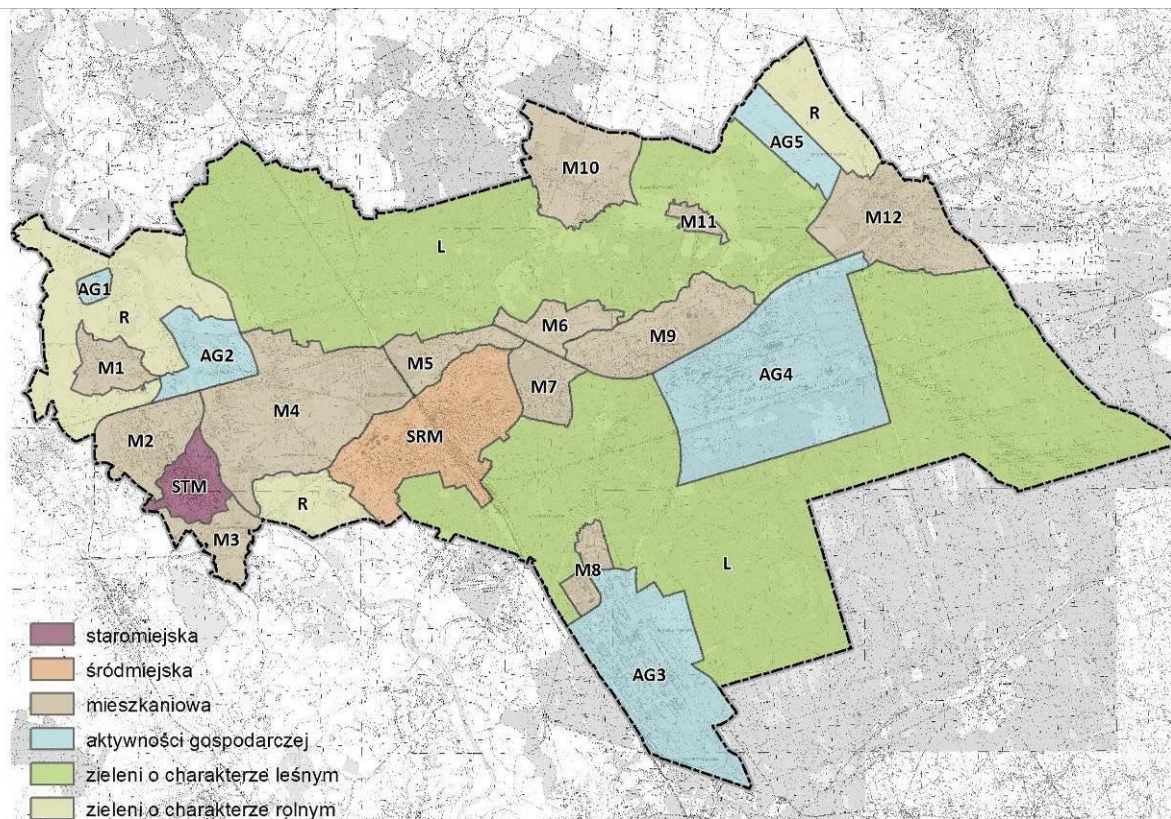 R
AG5
M10
M12
M11
L
AG1
R
M6
M9
AG2
M5
M1
M7
AG4
M4
SRM
M2
STM
R
M3
M8
L
AG3
staromiejska
śródmiejska
mieszkaniowa
aktywności gospodarczej
zieleni o charakterze leśnym
zieleni o charakterze rolnym